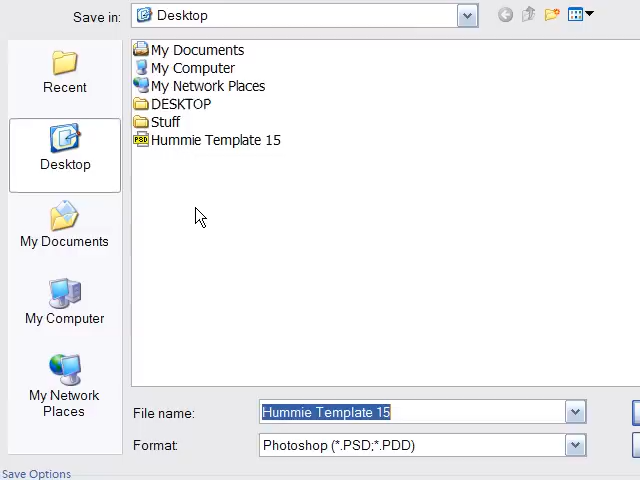 Save in: Desktop
My Documents
My Computer
My Network Places
DESKTOP
Stuff
PSD Hummie Template 15
Recent
Desktop
My Documents
My Computer
My Network
Places
File name: Hummie Template 15
Format: Photoshop (*.PSD;*.PDD)
Save Options